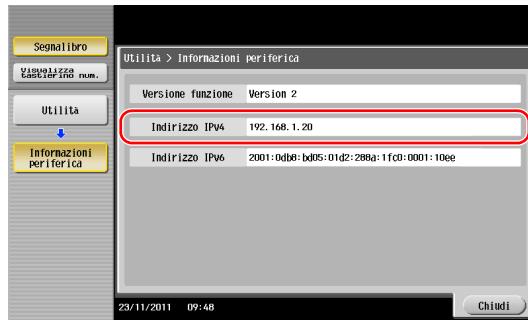 Segnalibro
Visualizza
tastierino num.
Utilità
Informazioni
periferica
Utilità > Informazioni periferica
Versione funzione Version 2
Indirizzo IPv4 192.168.1.20
Indirizzo IPv6 2001:0db8:bd05:01d2:288a:1fc0:0001:10ee
23/11/2011 09:48
Chiudi